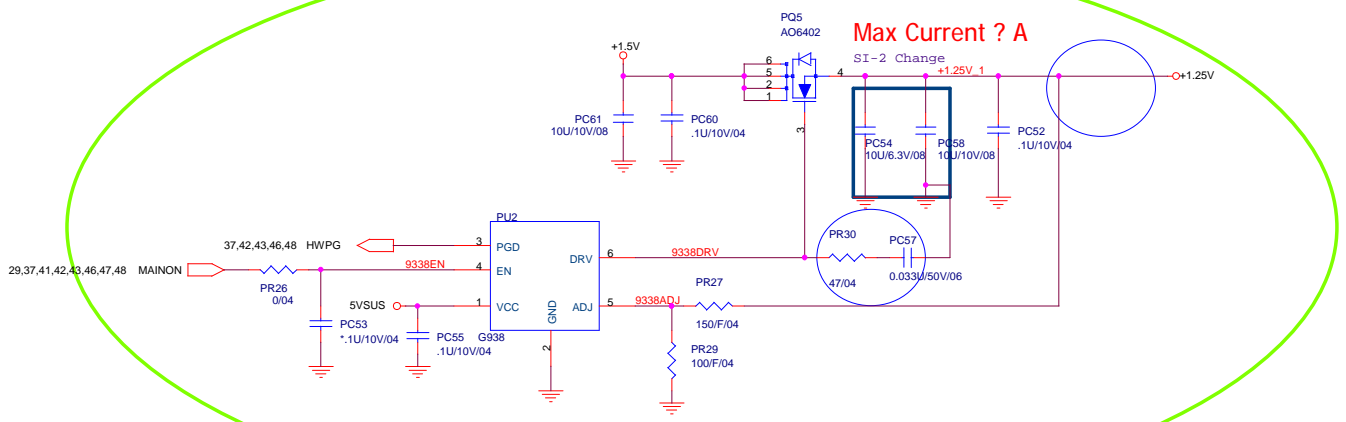 PQ5
AO6402
Max Current ? A
SI-2 Change
+1.5V
6
5
2
1
4
3
+1.25V_1
+1.25V
PC61
10U/10V/08
PC60
.1U/10V/04
PC54
10U/6.3V/08
PC58
10U/10V/08
PC52
.1U/10V/04
PU2
37,42,43,46,48 HWPG
3
PGD
DRV
6
9338DRV
PR30
47/04
PC57
0.033U/50V/06
29,37,41,42,43,46,47,48 MAINON
9338EN
4
EN
PR26
0/04
5VSUS
1
VCC
GND
2
ADJ
5
9338ADJ
PR27
150/F/04
PC53
*.1U/10V/04
PC55
.1U/10V/04
G938
PR29
100/F/04